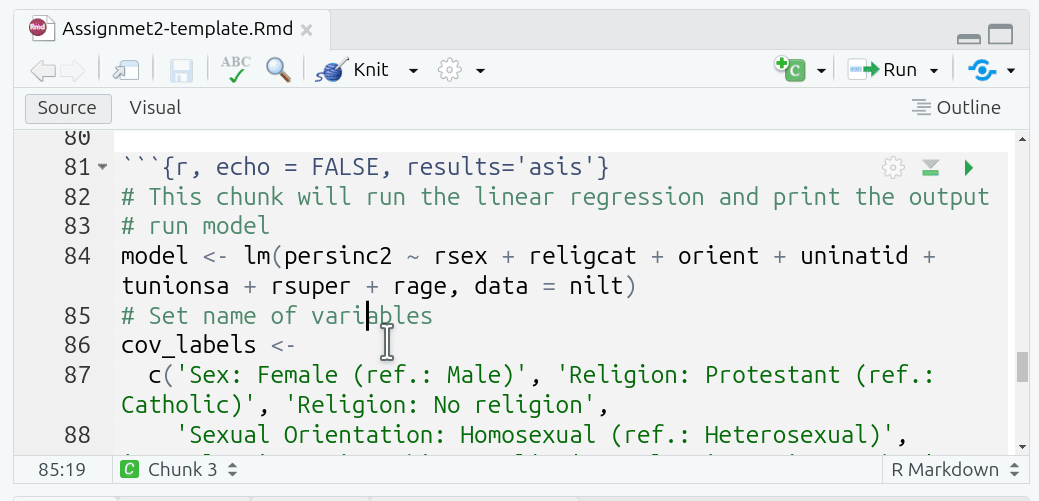 Assignmet2-template.Rmd
ABC
Knit
Run
Source Visual Outline
80
81 ```{r, echo = FALSE, results='asis'}
82 # This chunk will run the linear regression and print the output
83 # run model
84 model <- lm(persinc2 ~ rsex + religcat + orient + uninatid +
tunionsa + rsuper + rage, data = nilt)
85 # Set name of variables
86 cov_labels <-
87 c('Sex: Female (ref.: Male)', 'Religion: Protestant (ref.:
Catholic)', 'Religion: No religion',
88 'Sexual Orientation: Homosexual (ref.: Heterosexual)',
85:19 C Chunk 3 R Markdown